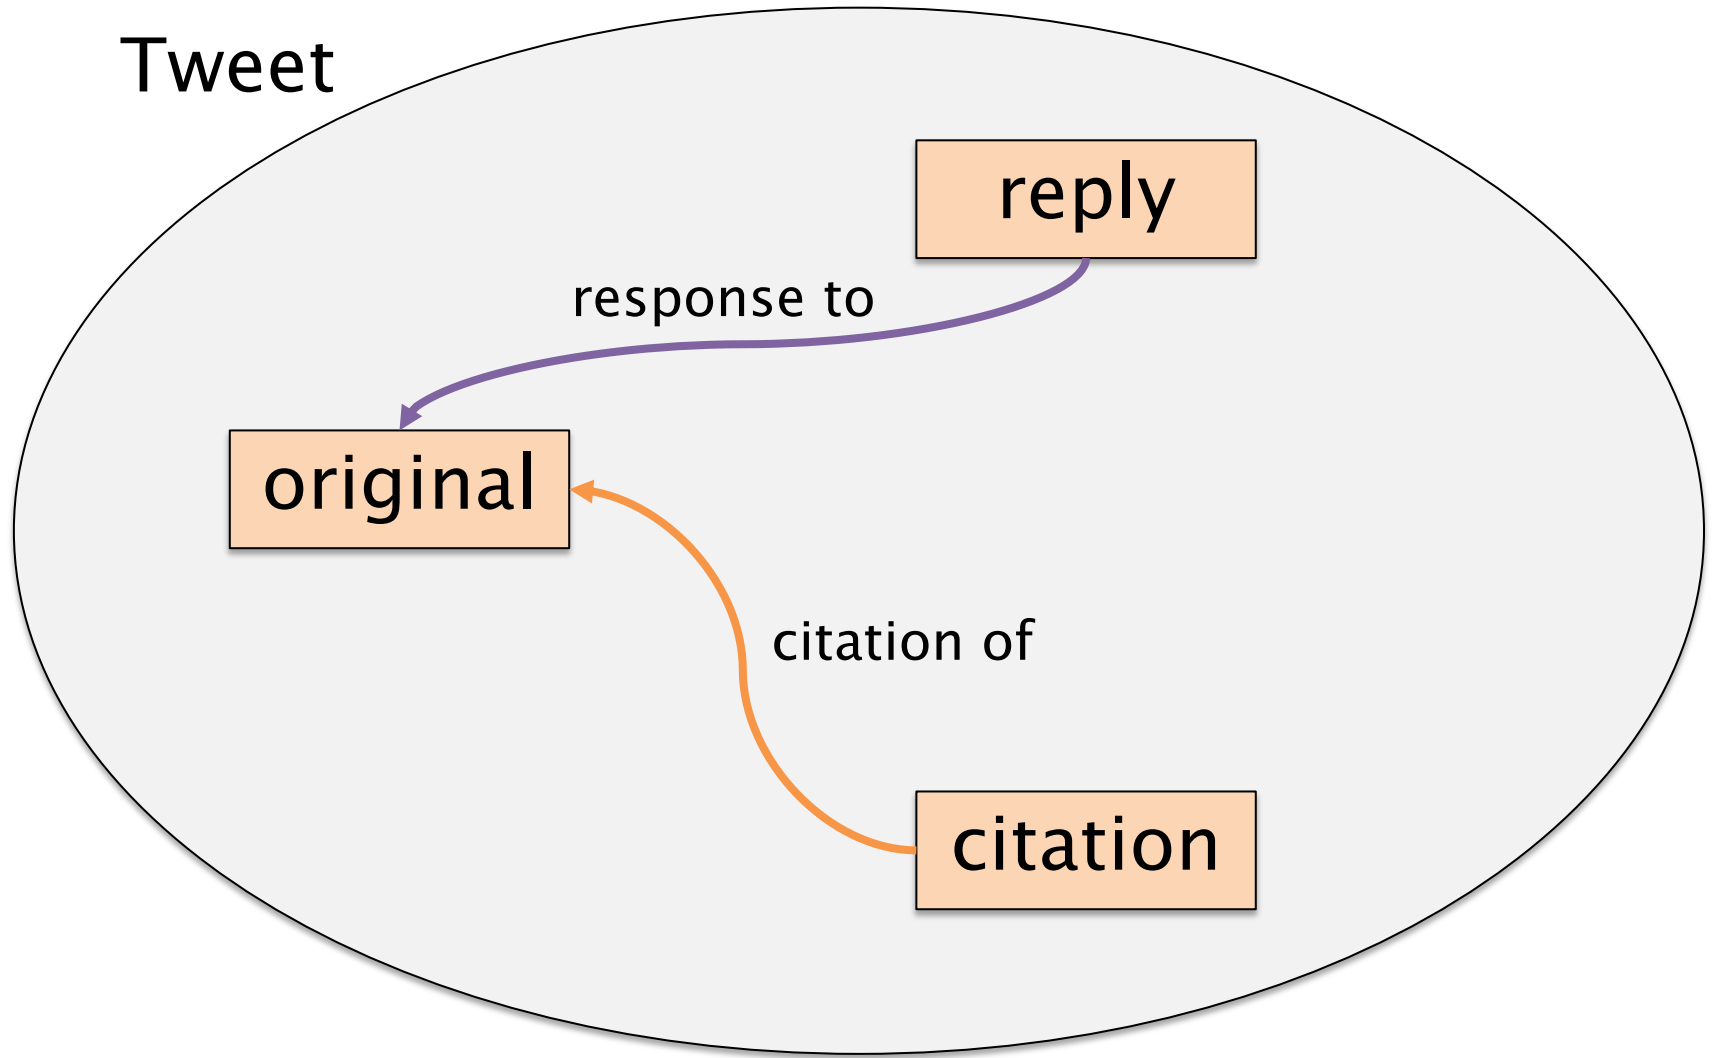 Tweet
reply
response to
original
citation of
citation